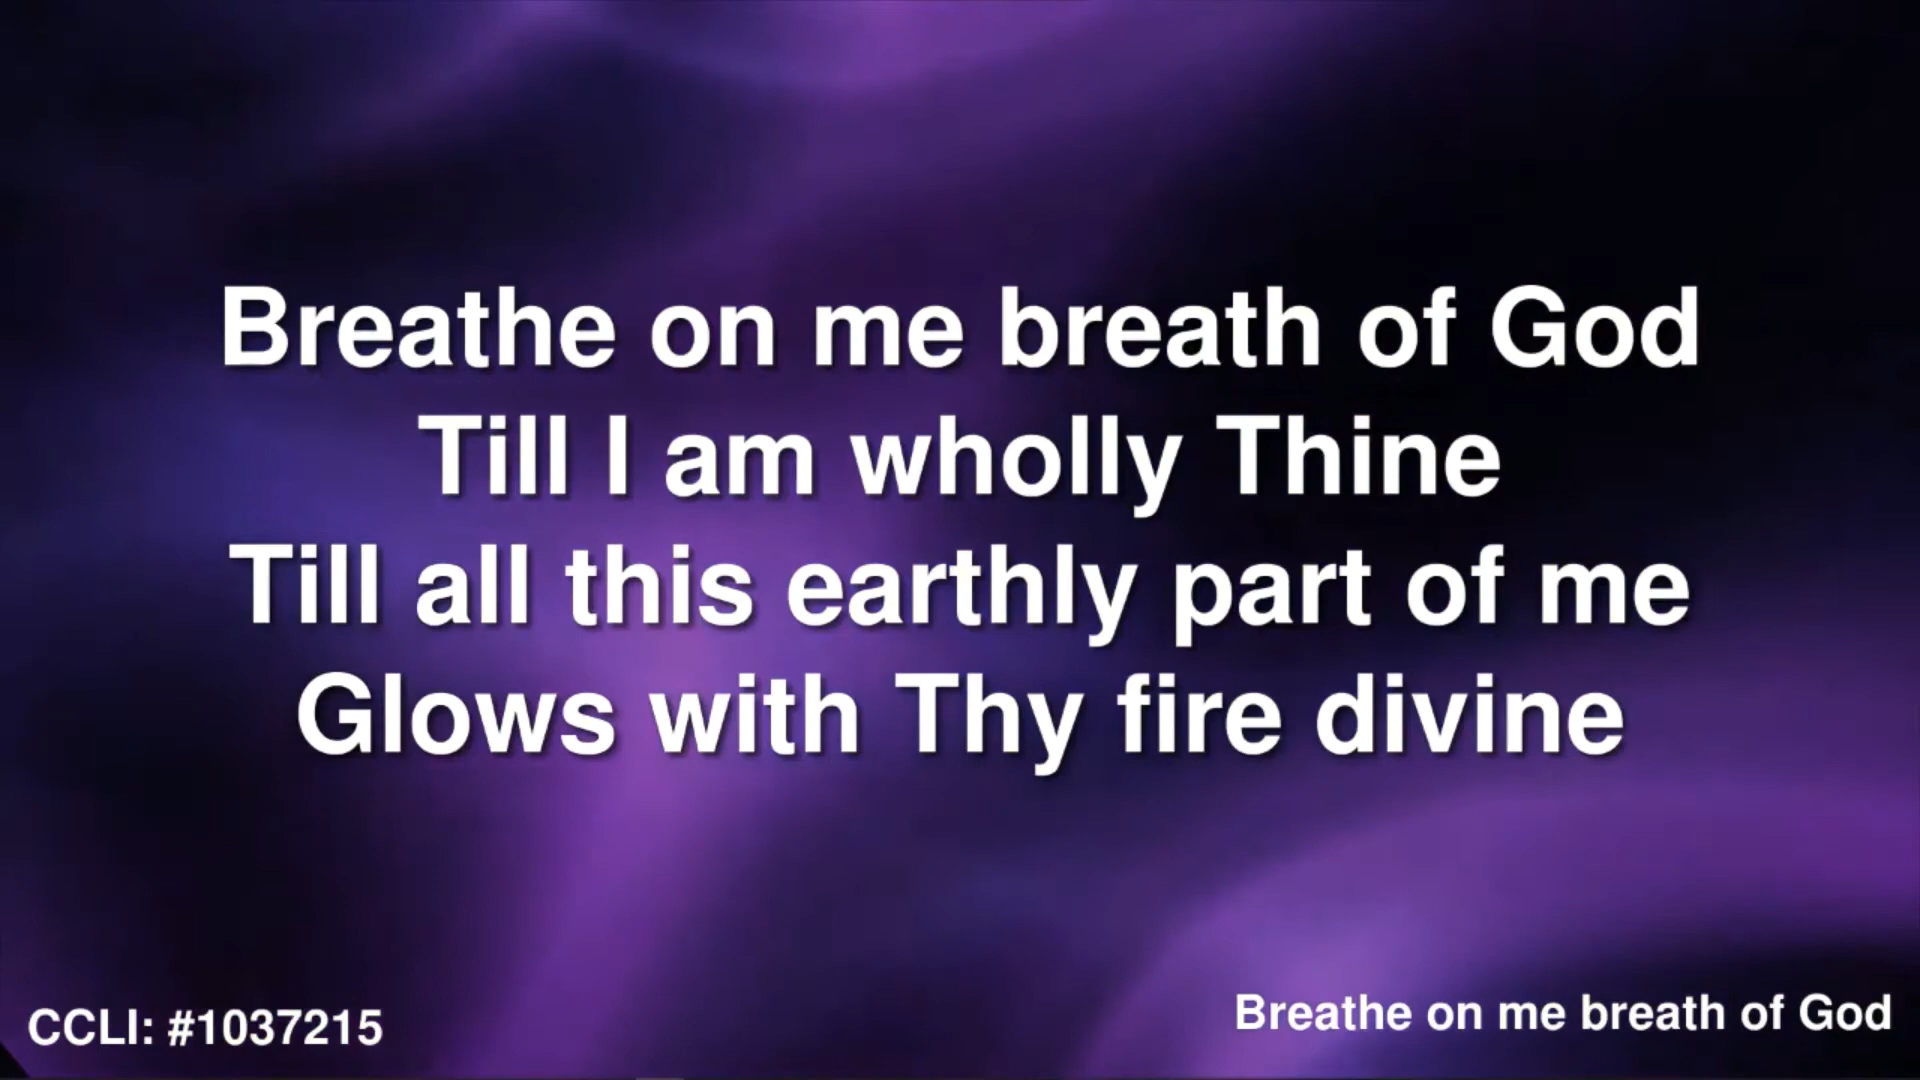 Breathe on me breath of God
Till I am wholly Thine
Till all this earthly part of me
Glows with Thy fire divine
CCLI: #1037215
Breathe on me breath of God